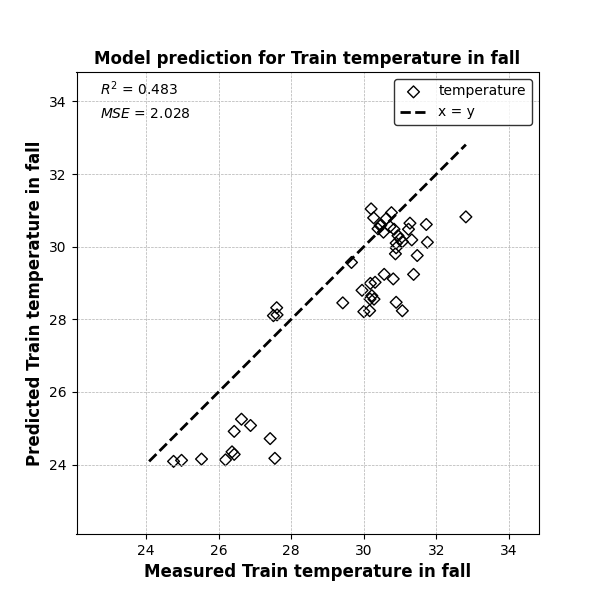 Model prediction for Train temperature in fall
R² = 0.483
MSE = 2.028
temperature
x = y
34
32
30
28
26
24
Predicted Train temperature in fall
24 26 28 30 32 34
Measured Train temperature in fall